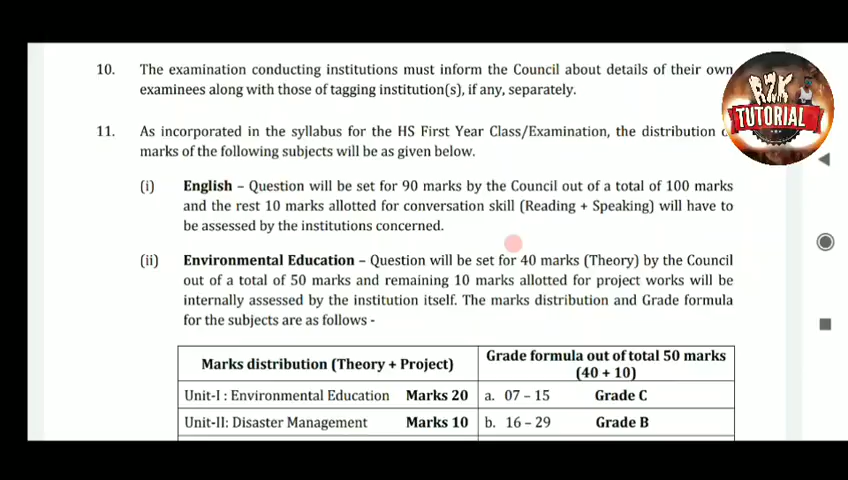 10. The examination conducting institutions must inform the Council about details of their own
examinees along with those of tagging institution(s), if any, separately.
11. As incorporated in the syllabus for the HS First Year Class/Examination, the distribution
marks of the following subjects will be as given below.
(i) English – Question will be set for 90 marks by the Council out of a total of 100 marks
and the rest 10 marks allotted for conversation skill (Reading + Speaking) will have to
be assessed by the institutions concerned.
(ii) Environmental Education – Question will be set for 40 marks (Theory) by the Council
out of a total of 50 marks and remaining 10 marks allotted for project works will be
internally assessed by the institution itself. The marks distribution and Grade formula
for the subjects are as follows -
Marks distribution (Theory + Project)
Grade formula out of total 50 marks
(40 + 10)
Unit-I : Environmental Education Marks 20 a. 07 – 15 Grade C
Unit-II: Disaster Management Marks 10 b. 16 – 29 Grade B
RZK
TUTORIAL